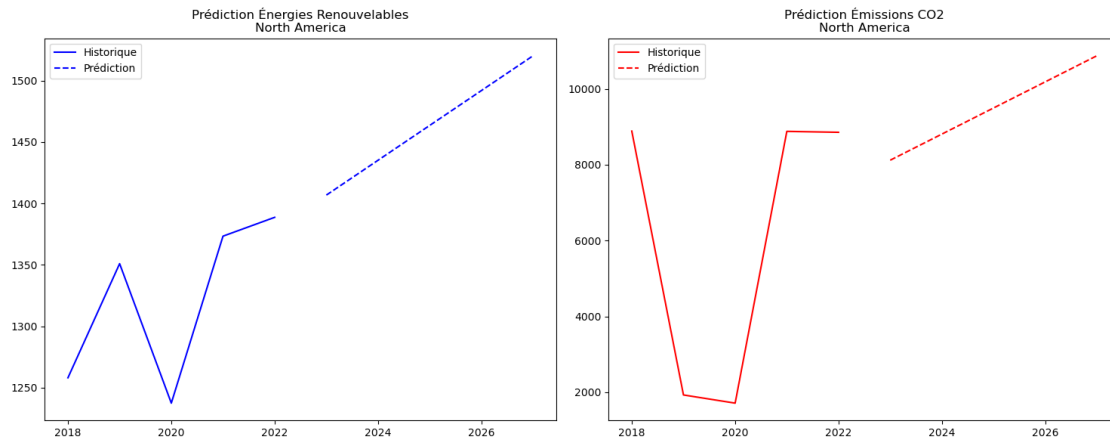 Prédiction Énergies Renouvelables
North America
Historique
Prédiction
1500
1450
1400
1350
1300
1250
2018
2020
2022
2024
2026
Prédiction Émissions CO2
North America
Historique
Prédiction
10000
8000
6000
4000
2000
2018
2020
2022
2024
2026